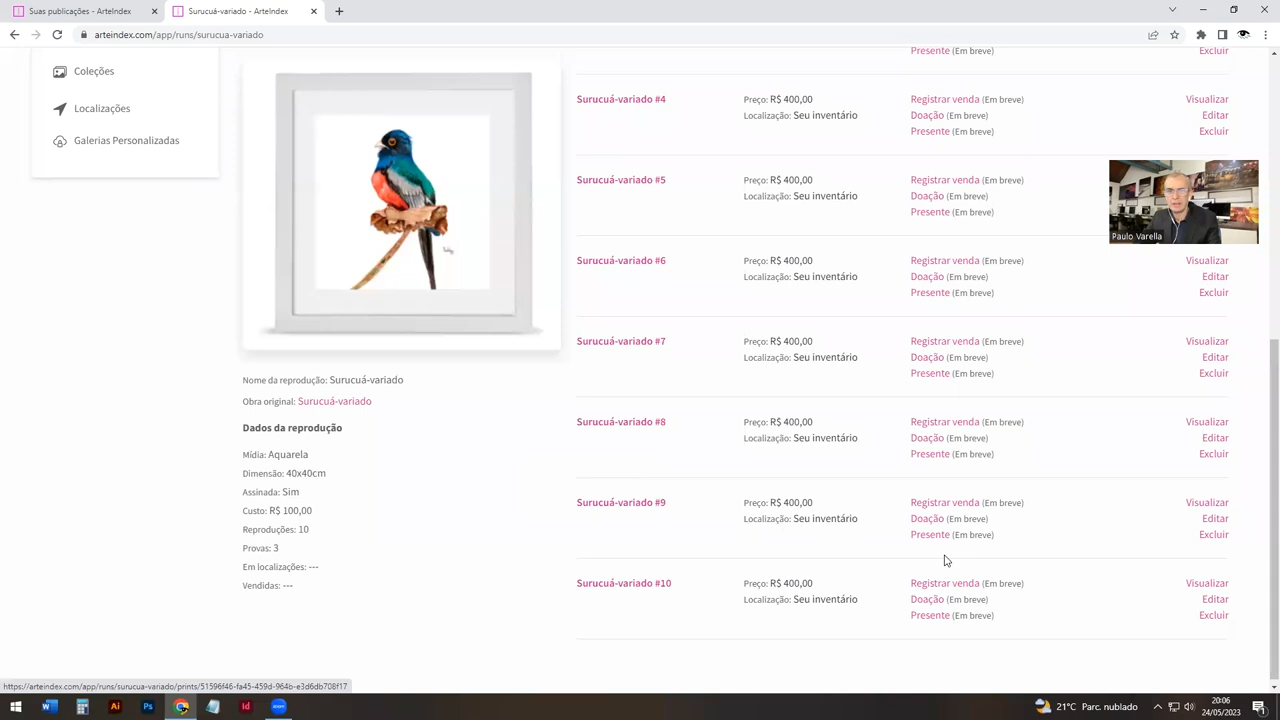 Suas publicações - ArteIndex
Surucuá-variado - ArteIndex
arteindex.com/app/runs/surucua-variado
Coleções
Localizações
Galerias Personalizadas
Nome da reprodução: Surucuá-variado
Obra original: Surucuá-variado
Dados da reprodução
Mídia: Aquarela
Dimensão: 40x40cm
Assinada: Sim
Custo: R$ 100,00
Reproduções: 10
Provas: 3
Em localizações: ---
Vendidas: ---
Presente (Em breve) Excluir
Surucuá-variado #4 Preço: R$ 400,00 Registrar venda (Em breve) Visualizar
Localização: Seu inventário Doação (Em breve) Editar
Presente (Em breve) Excluir
Surucuá-variado #5 Preço: R$ 400,00 Registrar venda (Em breve)
Localização: Seu inventário Doação (Em breve)
Presente (Em breve)
Paulo Varella
Surucuá-variado #6 Preço: R$ 400,00 Registrar venda (Em breve) Visualizar
Localização: Seu inventário Doação (Em breve) Editar
Presente (Em breve) Excluir
Surucuá-variado #7 Preço: R$ 400,00 Registrar venda (Em breve) Visualizar
Localização: Seu inventário Doação (Em breve) Editar
Presente (Em breve) Excluir
Surucuá-variado #8 Preço: R$ 400,00 Registrar venda (Em breve) Visualizar
Localização: Seu inventário Doação (Em breve) Editar
Presente (Em breve) Excluir
Surucuá-variado #9 Preço: R$ 400,00 Registrar venda (Em breve) Visualizar
Localização: Seu inventário Doação (Em breve) Editar
Presente (Em breve) Excluir
Surucuá-variado #10 Preço: R$ 400,00 Registrar venda (Em breve) Visualizar
Localização: Seu inventário Doação (Em breve) Editar
Presente (Em breve) Excluir
https://arteindex.com/app/runs/surucua-variado/prints/51596f46-fa45-459d-964b-e3d6db708f17
21°C Parc. nublado
20:06
24/05/2023